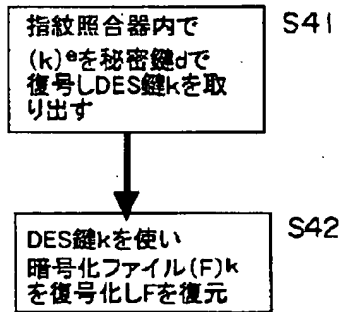 指紋照合器内で
(k)ᵉを秘密鍵dで
復号しDES鍵kを取
り出す
S41
DES鍵kを使い
暗号化ファイル(F)ᵏ
を復号化しFを復元
S42